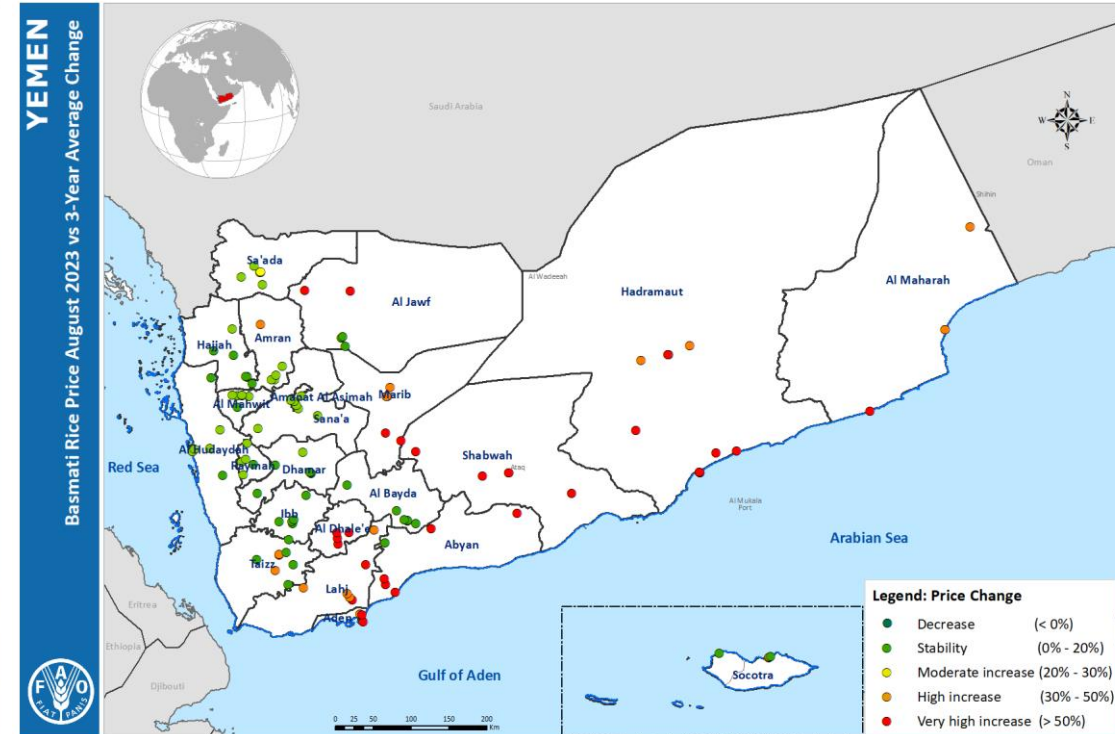 YEMEN
Basmati Rice Price August 2023 vs 3-Year Average Change
Saudi Arabia
N
W E
S
Oman
Shihin
Sa'ada
Al Wadeeah
Al Jawf
Hadramaut
Al Maharah
Hajjah
Amran
Al Mahwit
Amanat Al Asimah
Marib
Sana'a
Al Hudaydah
Raymah
Dhamar
Shabwah
Ataq
Red Sea
Al Bayda
Al Mukala
Port
Ibb
Al Dhale'e
Abyan
Arabian Sea
Taizz
Lahj
Aden
Eritrea
Ethiopia
Djibouti
Gulf of Aden
Socotra
0 25 50 100 150 200
Km
Legend: Price Change
Decrease (< 0%)
Stability (0% - 20%)
Moderate increase (20% - 30%)
High increase (30% - 50%)
Very high increase (> 50%)
F A O
FIAT PANIS